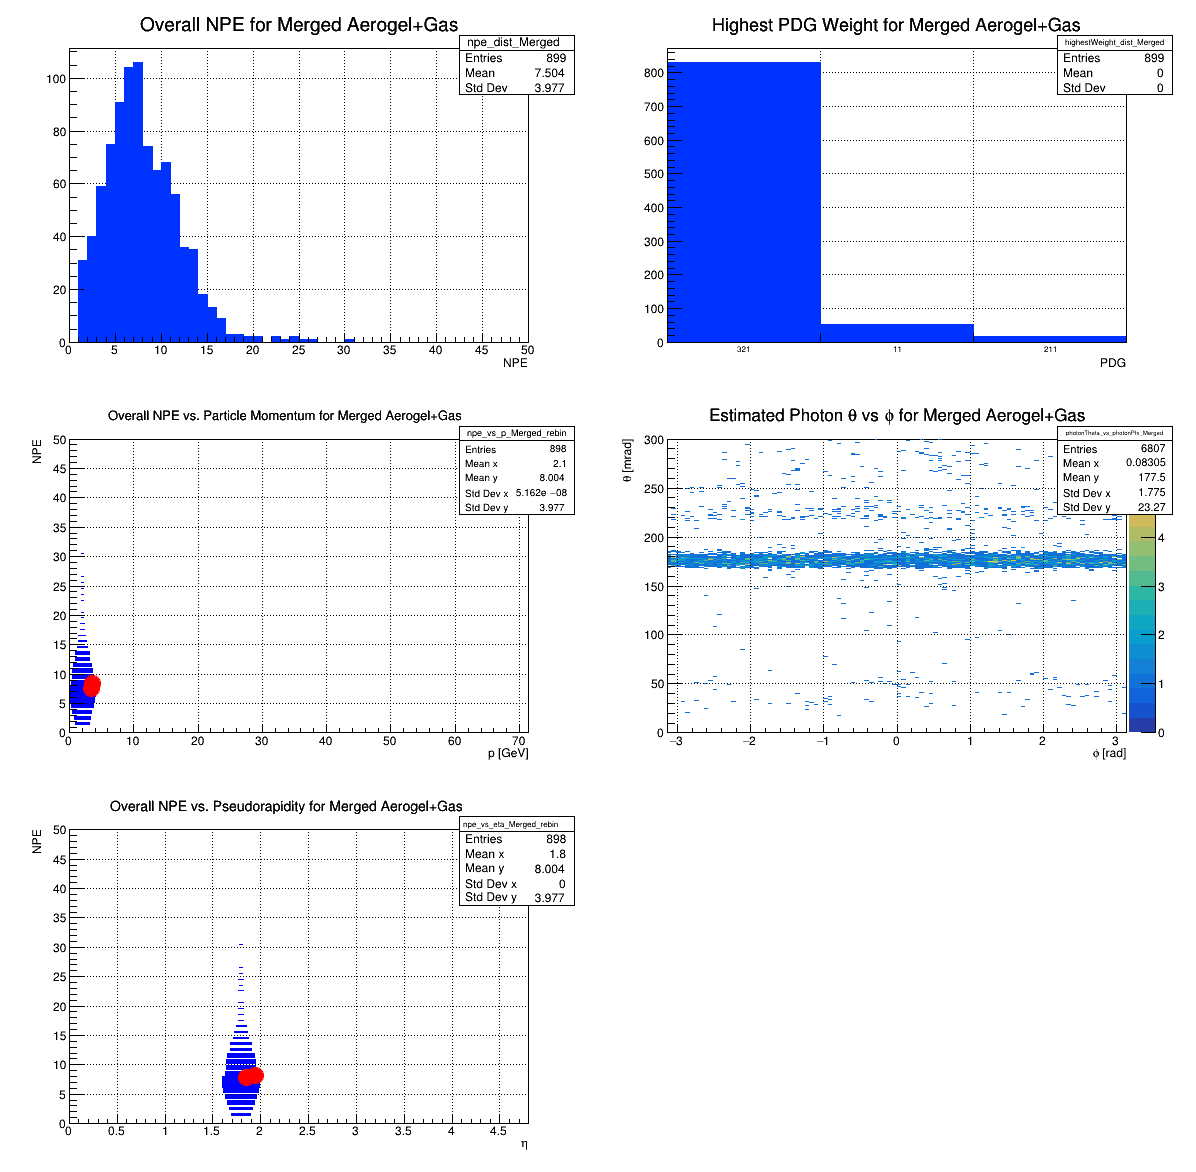 Overall NPE for Merged Aerogel+Gas
npe_dist_Merged
Entries 899
Mean 7.504
Std Dev 3.977
100
80
60
40
20
0
0 5 10 15 20 25 30 35 40 45 50
NPE
Highest PDG Weight for Merged Aerogel+Gas
highestWeight_dist_Merged
Entries 899
Mean 0
Std Dev 0
800
700
600
500
400
300
200
100
0
321 11 211
PDG
Overall NPE vs. Particle Momentum for Merged Aerogel+Gas
npe_vs_p_Merged_rebin
Entries 898
Mean x 2.1
Mean y 8.004
Std Dev x 5.162e −08
Std Dev y 3.977
NPE
50
45
40
35
30
25
20
15
10
5
0
0 10 20 30 40 50 60 70
p [GeV]
Estimated Photon θ vs ϕ for Merged Aerogel+Gas
photonTheta_vs_photonPhi_Merged
Entries 6807
Mean x 0.08305
Mean y 177.5
Std Dev x 1.775
Std Dev y 23.27
θ [mrad]
300
250
200
150
100
50
0
−3 −2 −1 0 1 2 3
ϕ [rad]
4
3
2
1
0
Overall NPE vs. Pseudorapidity for Merged Aerogel+Gas
npe_vs_eta_Merged_rebin
Entries 898
Mean x 1.8
Mean y 8.004
Std Dev x 0
Std Dev y 3.977
NPE
50
45
40
35
30
25
20
15
10
5
0
0 0.5 1 1.5 2 2.5 3 3.5 4 4.5
η